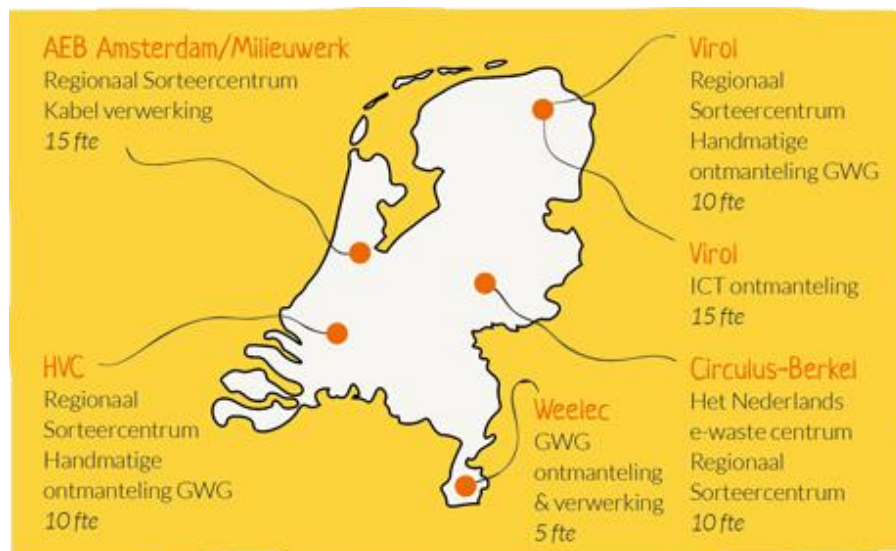 AEB Amsterdam/Milieuwerk
Regionaal Sorteercentrum
Kabel verwerking
15 fte
Virol
Regionaal
Sorteercentrum
Handmatige
ontmanteling GWG
10 fte
Virol
ICT ontmanteling
15 fte
HVC
Regionaal
Sorteercentrum
Handmatige
ontmanteling GWG
10 fte
Weelec
GWG
ontmanteling
& verwerking
5 fte
Circulus-Berkel
Het Nederlands
e-waste centrum
Regionaal
Sorteercentrum
10 fte